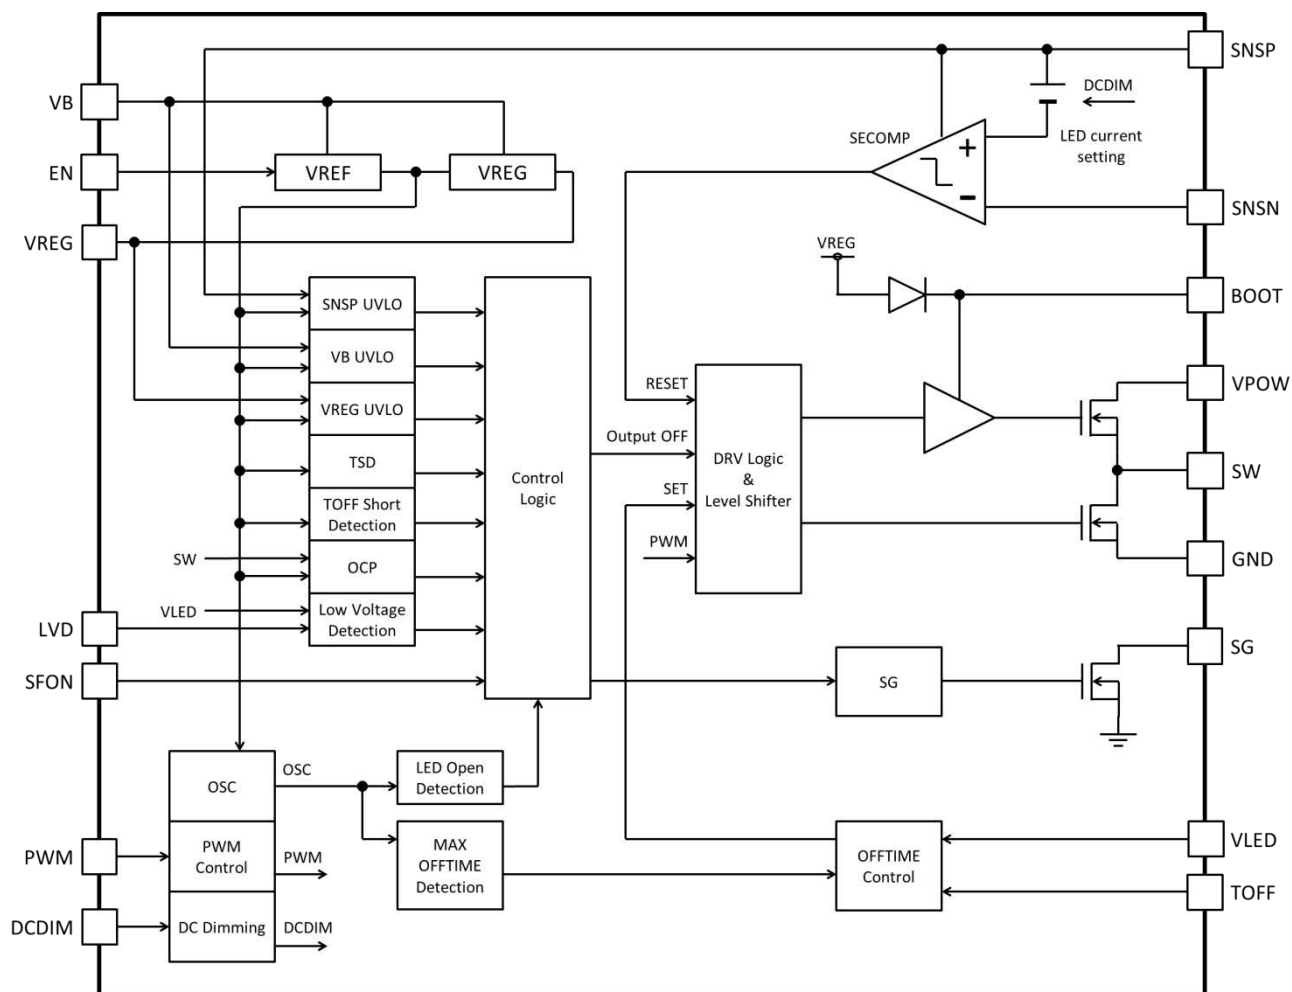 SNSP
VB
DCDIM
SECOMP
LED current
setting
+
EN
VREF
VREG
−
SNSN
VREG
VREG
BOOT
SNSP UVLO
VB UVLO
VREG UVLO
TSD
TOFF Short
Detection
SW
OCP
VLED
Low Voltage
Detection
LVD
SFON
Control
Logic
RESET
Output OFF
SET
PWM
DRV Logic
&
Level Shifter
VPOW
SW
GND
SG
SG
OSC
OSC
LED Open
Detection
PWM
PWM
Control
PWM
MAX
OFFTIME
Detection
OFFTIME
Control
VLED
TOFF
DCDIM
DC Dimming
DCDIM